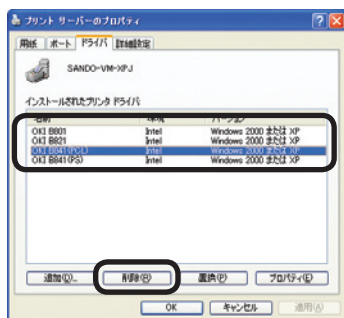 プリント サーバーのプロパティ
用紙 ポート ドライバ 詳細設定
SANDO-VM-XPJ
インストールされたプリンタ ドライバ:
名前 環境 バージョン
OKI B801 Intel Windows 2000 または XP
OKI B821 Intel Windows 2000 または XP
OKI B841(PCL) Intel Windows 2000 または XP
OKI B841(PS) Intel Windows 2000 または XP
追加(D)... 削除(R) 置換(P) プロパティ(E)
OK キャンセル 適用(A)